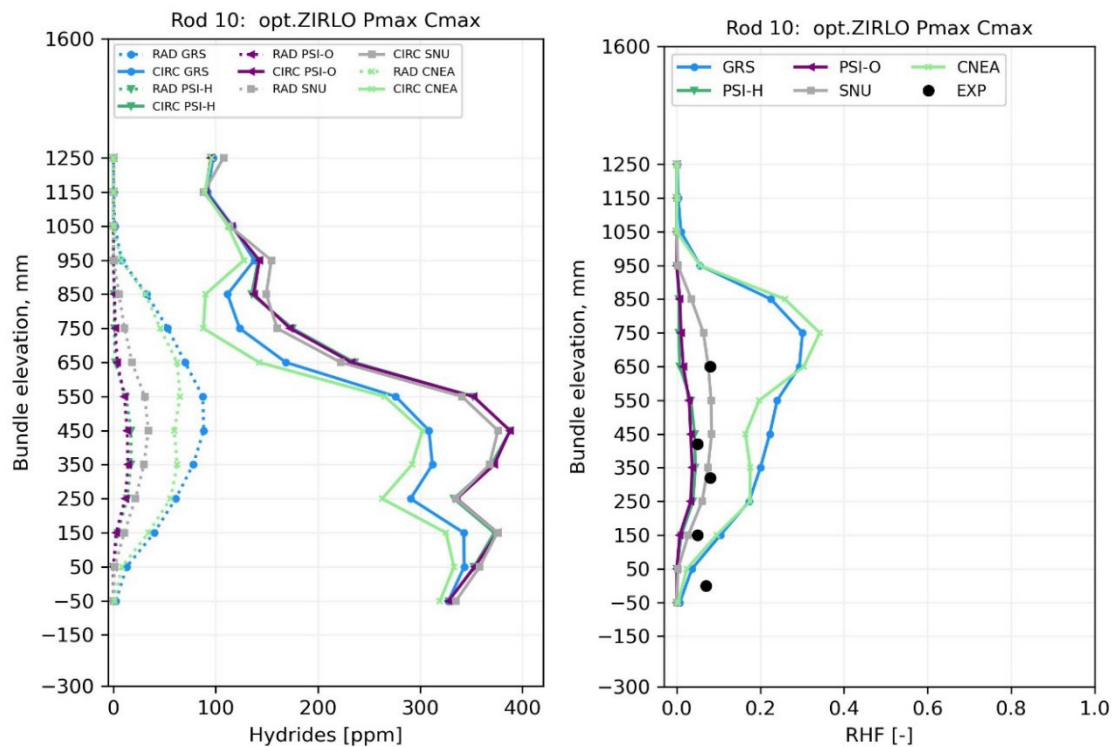 Rod 10: opt.ZIRLO Pmax Cmax
RAD GRS
CIRC GRS
RAD PSI-H
CIRC PSI-H
RAD PSI-O
CIRC PSI-O
RAD SNU
CIRC SNU
RAD CNEA
CIRC CNEA
1600
1250
1150
1050
950
850
750
650
550
450
350
250
150
50
−50
−150
−300
Bundle elevation, mm
0 100 200 300 400
Hydrides [ppm]
Rod 10: opt.ZIRLO Pmax Cmax
GRS
PSI-H
PSI-O
SNU
CNEA
EXP
1600
1250
1150
1050
950
850
750
650
550
450
350
250
150
50
−50
−150
−300
Bundle elevation, mm
0.0 0.2 0.4 0.6 0.8 1.0
RHF [-]